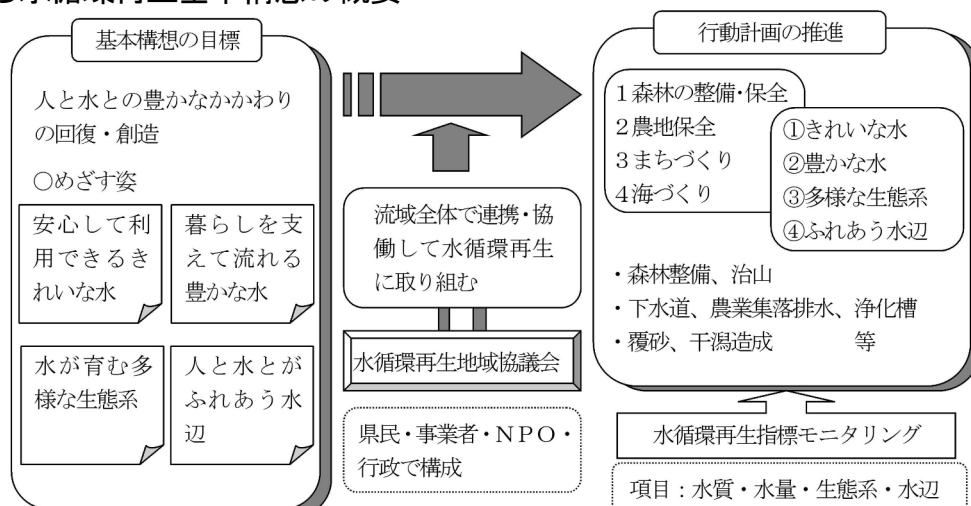 基本構想の目標
人と水との豊かなかかわり
の回復・創造
○めざす姿
安心して利
用できるき
れいな水
暮らしを支
えて流れる
豊かな水
水が育む多
様な生態系
人と水とが
ふれあう水
辺
流域全体で連携・協
働して水循環再生
に取り組む
水循環再生地域協議会
県民・事業者・NPO・
行政で構成
行動計画の推進
1森林の整備・保全
2農地保全
3まちづくり
4海づくり
①きれいな水
②豊かな水
③多様な生態系
④ふれあう水辺
・森林整備、治山
・下水道、農業集落排水、浄化槽
・覆砂、干潟造成　　　等
水循環再生指標モニタリング
項目：水質・水量・生態系・水辺